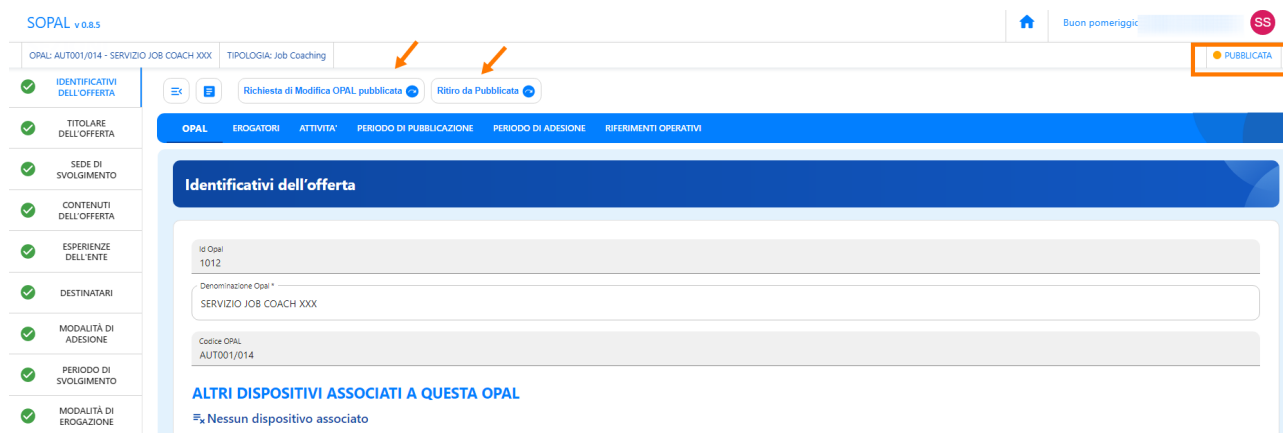 SOPAL v 0.8.5
Buon pomeriggio
SS
OPAL: AUT001/014 - SERVIZIO JOB COACH XXX
TIPOLOGIA: Job Coaching
PUBBLICATA
IDENTIFICATIVI
DELL'OFFERTA
TITOLARE
DELL'OFFERTA
SEDE DI
SVOLGIMENTO
CONTENUTI
DELL'OFFERTA
ESPERIENZE
DELL'ENTE
DESTINATARI
MODALITÀ DI
ADESIONE
PERIODO DI
SVOLGIMENTO
MODALITÀ DI
EROGAZIONE
Richiesta di Modifica OPAL pubblicata
Ritiro da Pubblicata
OPAL EROGATORI ATTIVITA' PERIODO DI PUBBLICAZIONE PERIODO DI ADESIONE RIFERIMENTI OPERATIVI
Identificativi dell'offerta
Id Opal
1012
Denominazione Opal *
SERVIZIO JOB COACH XXX
Codice OPAL
AUT001/014
ALTRI DISPOSITIVI ASSOCIATI A QUESTA OPAL
Nessun dispositivo associato